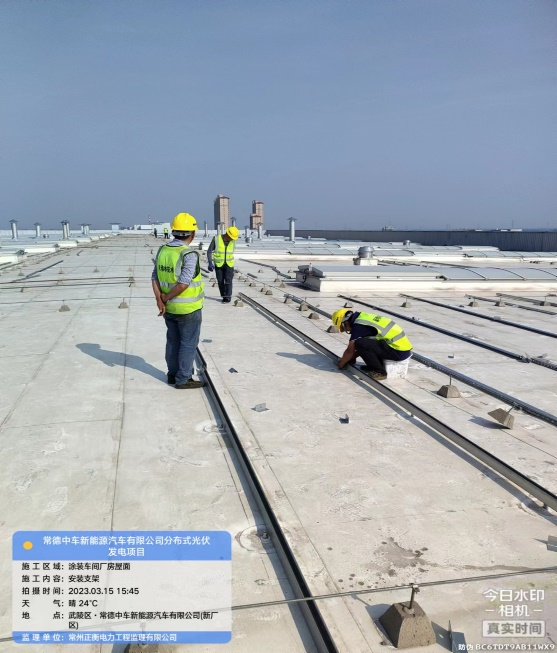 常德中车新能源汽车有限公司分布式光伏
发电项目
施工区域：涂装车间厂房屋面
施工内容：安装支架
拍摄时间：2023.03.15 15:45
天 气：晴 24℃
地 点：武陵区·常德中车新能源汽车有限公司(新厂
区)
监理单位：常州正衡电力工程监理有限公司
今日水印
相机
真实时间
防伪 BC6TDT9AB11WX9